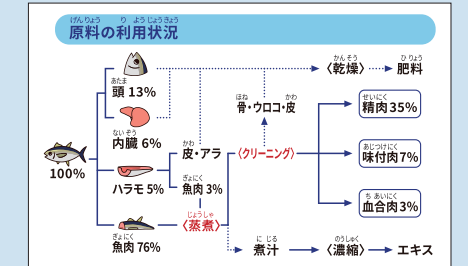 げんりょう り ようじょうきょう
原料の利用状況
かんそう
〈乾燥〉
ひりょう
肥料
あたま
頭 13%
ほね かわ
骨・ウロコ・皮
せいにく
精肉35%
ないぞう
内臓 6%
かわ
皮・アラ
〈クリーニング〉
あじつけにく
味付肉7%
100%
ハラモ 5%
ぎょにく
魚肉 3%
ち あいにく
血合肉3%
じょうしゃ
〈蒸煮〉
ぎょにく
魚肉 76%
に じる
煮汁
のうしゅく
〈濃縮〉
エキス